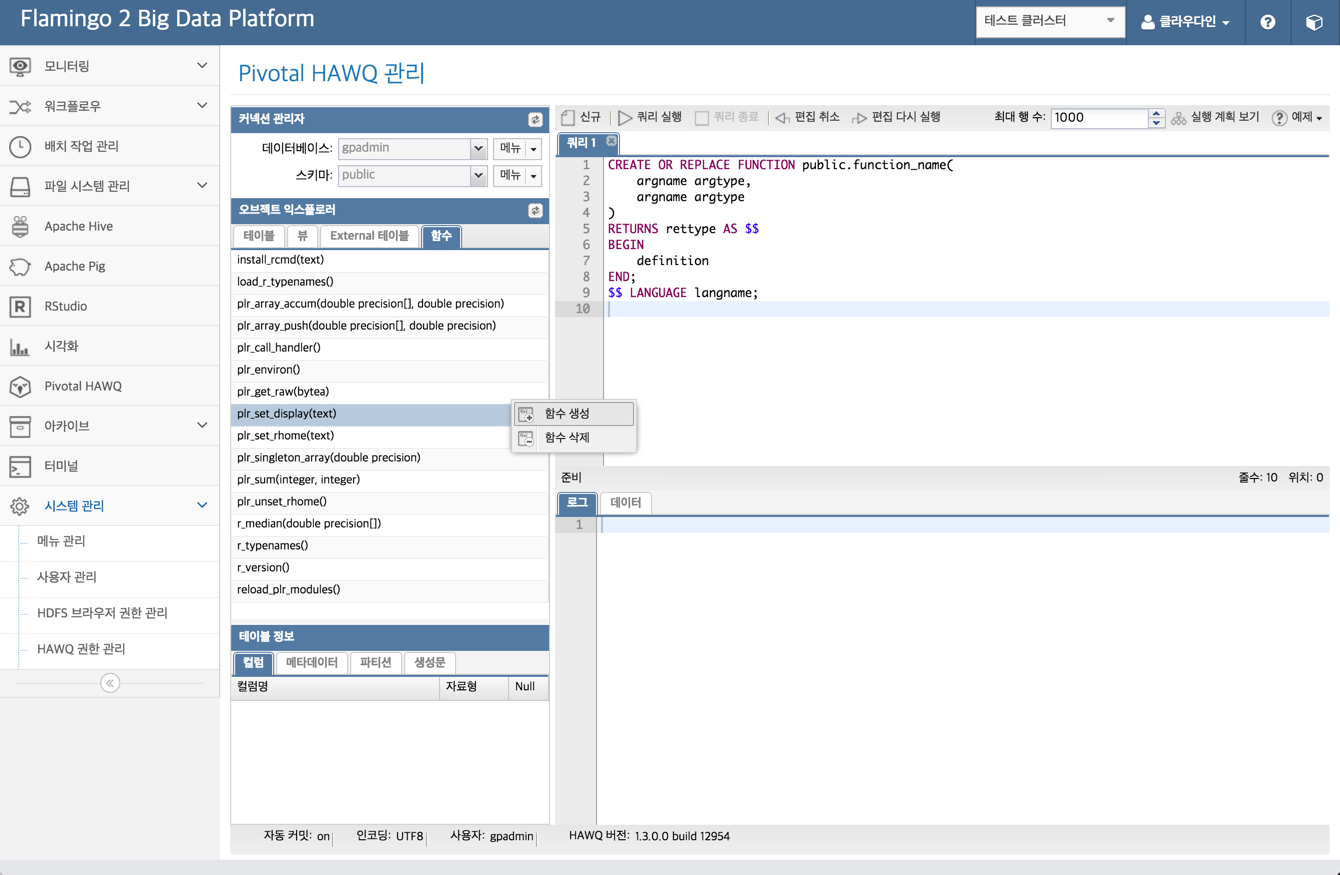 Flamingo 2 Big Data Platform
테스트 클러스터
클라우다인
모니터링
워크플로우
배치 작업 관리
파일 시스템 관리
Apache Hive
Apache Pig
RStudio
시각화
Pivotal HAWQ
아카이브
터미널
시스템 관리
메뉴 관리
사용자 관리
HDFS 브라우저 권한 관리
HAWQ 권한 관리
Pivotal HAWQ 관리
커넥션 관리자
데이터베이스: gpadmin 메뉴
스키마: public 메뉴
오브젝트 익스플로러
테이블 뷰 External 테이블 함수
install_rcmd(text)
load_r_typenames()
plr_array_accum(double precision[], double precision)
plr_array_push(double precision[], double precision)
plr_call_handler()
plr_environ()
plr_get_raw(bytea)
plr_set_display(text)
plr_set_rhome(text)
plr_singleton_array(double precision)
plr_sum(integer, integer)
plr_unset_rhome()
r_median(double precision[])
r_typenames()
r_version()
reload_plr_modules()
함수 생성
함수 삭제
테이블 정보
컬럼 메타데이터 파티션 생성문
컬럼명 자료형 Null
신규 쿼리 실행 쿼리 종료 편집 취소 편집 다시 실행 최대 행 수: 1000 실행 계획 보기 예제
쿼리 1
1 CREATE OR REPLACE FUNCTION public.function_name(
2 argname argtype,
3 argname argtype
4 )
5 RETURNS rettype AS $$
6 BEGIN
7 definition
8 END;
9 $$ LANGUAGE langname;
10
준비 줄수: 10 위치: 0
로그 데이터
1
자동 커밋: on 인코딩: UTF8 사용자: gpadmin HAWQ 버전: 1.3.0.0 build 12954